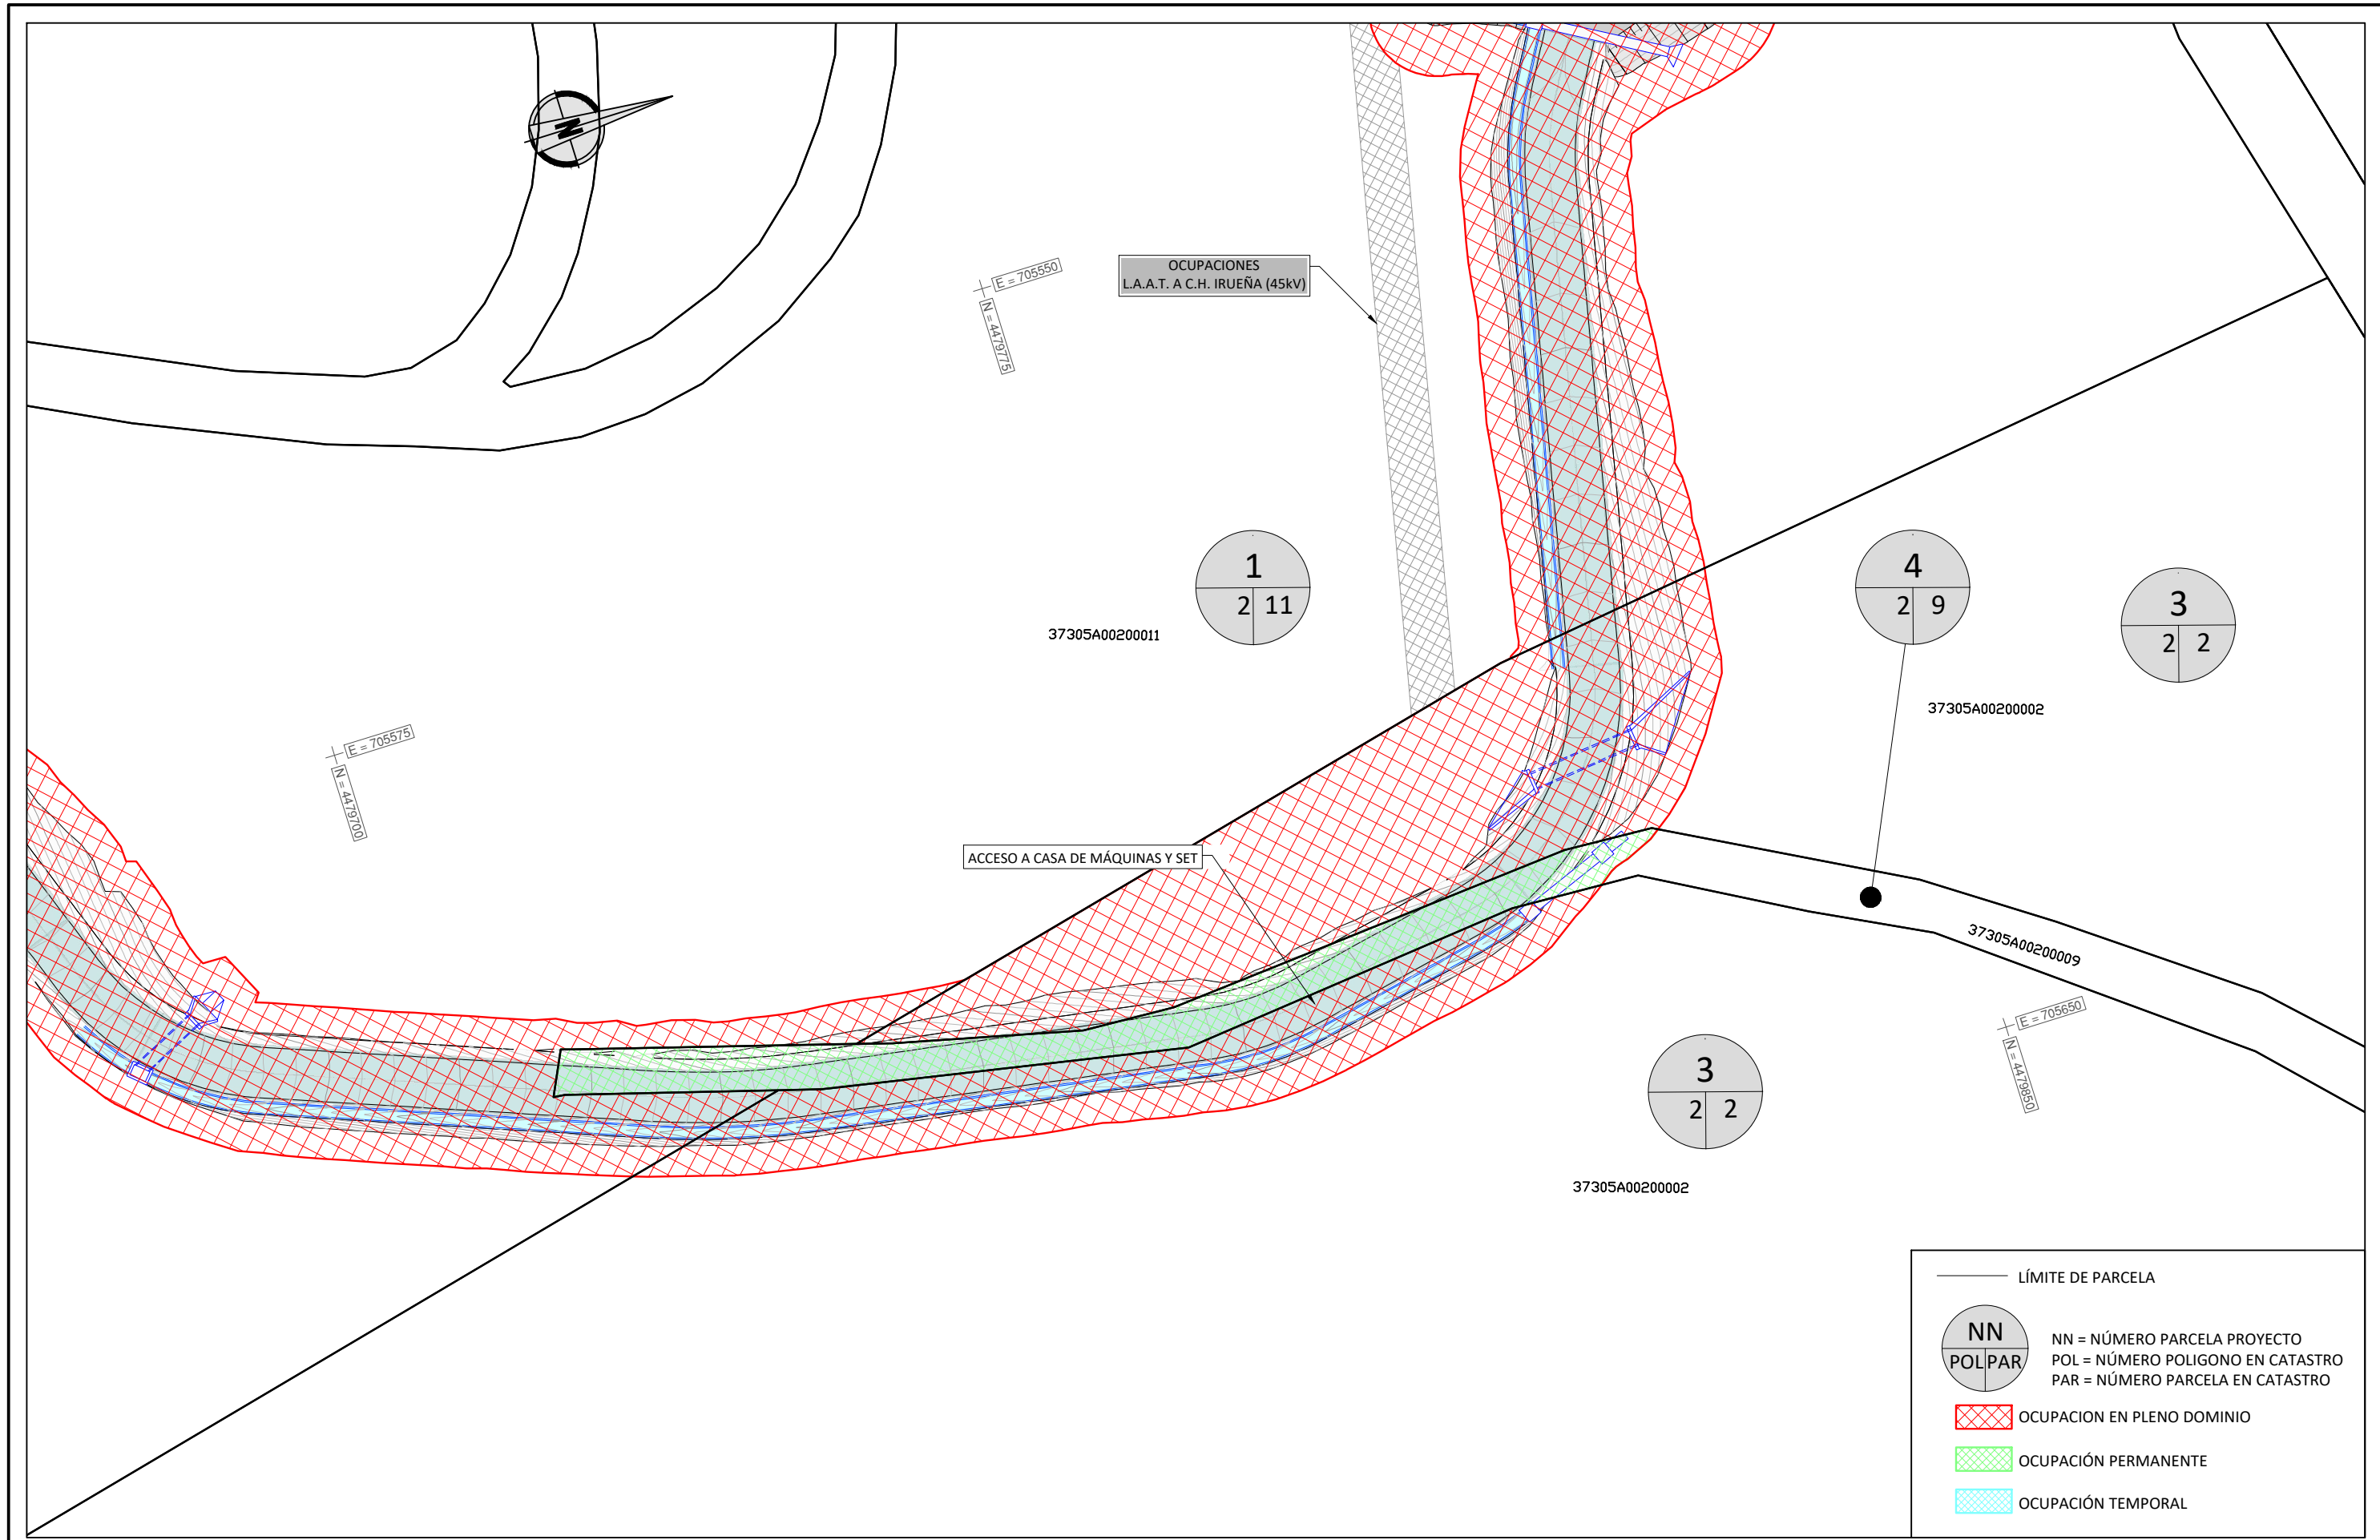 N
E = 705550
N = 4479775
OCUPACIONES
L.A.A.T. A C.H. IRUEÑA (45kV)
1
2 11
37305A00200011
4
2 9
3
2 2
37305A00200002
E = 705575
N = 4479700
ACCESO A CASA DE MÁQUINAS Y SET
37305A00200009
E = 705650
N = 4479850
3
2 2
37305A00200002
LÍMITE DE PARCELA
NN
POL PAR
NN = NÚMERO PARCELA PROYECTO
POL = NÚMERO POLIGONO EN CATASTRO
PAR = NÚMERO PARCELA EN CATASTRO
OCUPACION EN PLENO DOMINIO
OCUPACIÓN PERMANENTE
OCUPACIÓN TEMPORAL